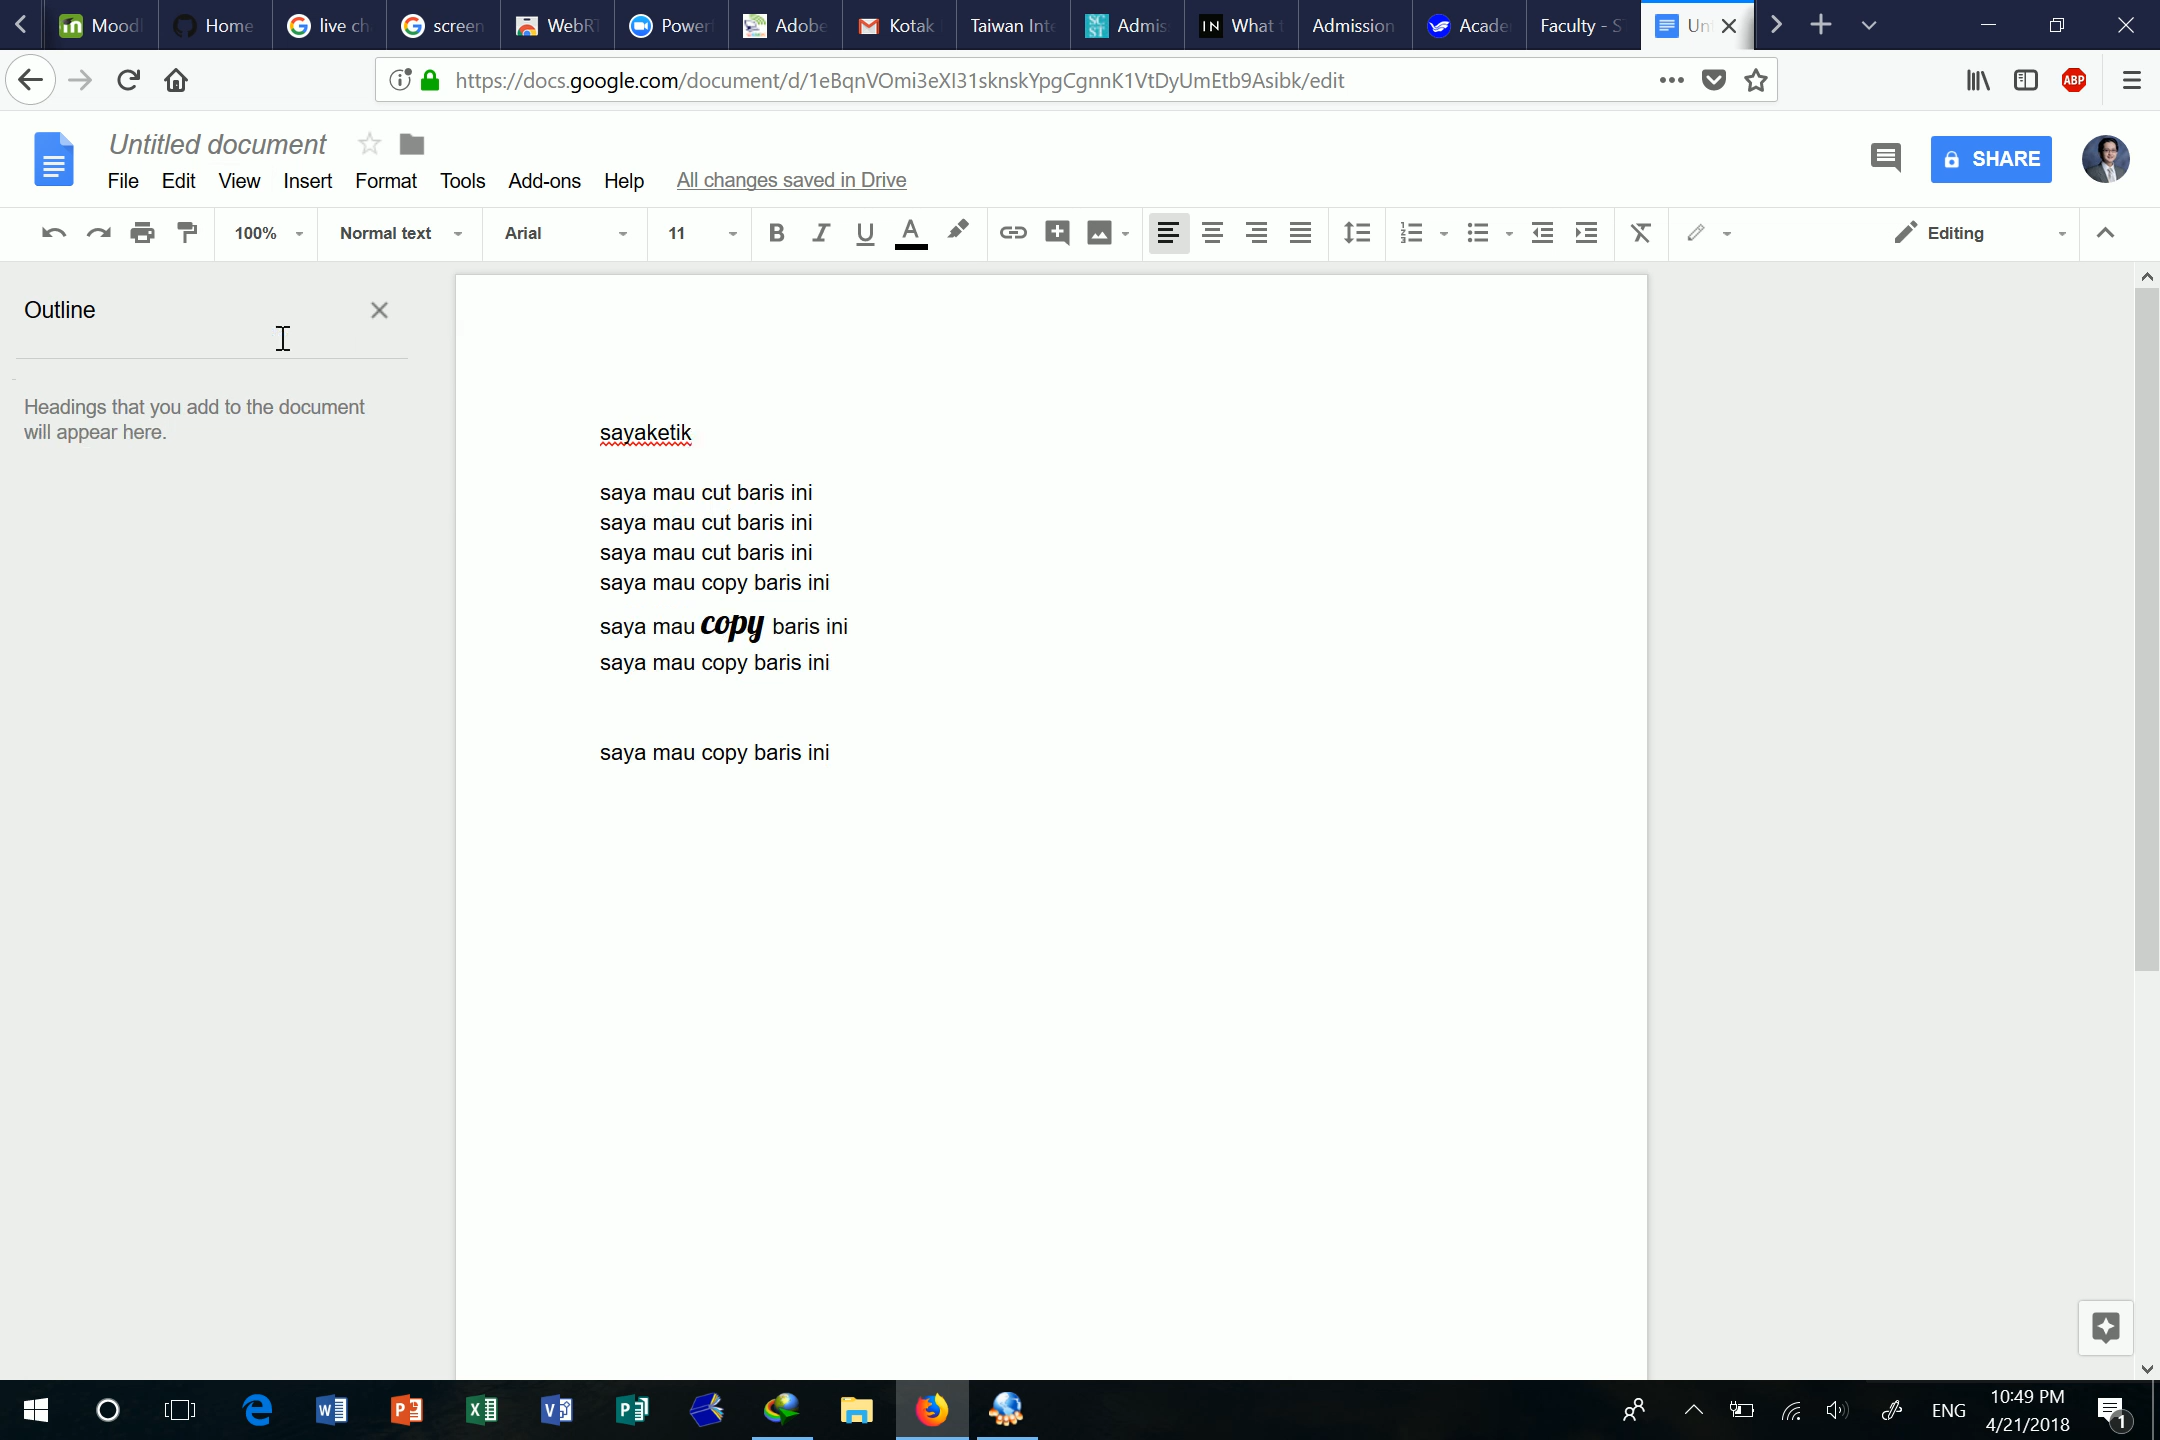 Moodl Home live ch screen WebRT Power Adobe Kotak Taiwan Inte Admis What Admission Acade Faculty - S Un
https://docs.google.com/document/d/1eBqnVOmi3eXI31sknskYpgCgnnK1VtDyUmEtb9Asibk/edit ABP
Untitled document
SHARE
File Edit View Insert Format Tools Add-ons Help All changes saved in Drive
100% Normal text Arial 11 B I U A Editing
Outline
Headings that you add to the document
will appear here.
sayaketik
saya mau cut baris ini
saya mau cut baris ini
saya mau cut baris ini
saya mau copy baris ini
saya mau copy baris ini
saya mau copy baris ini
saya mau copy baris ini
ENG
10:49 PM
4/21/2018
1